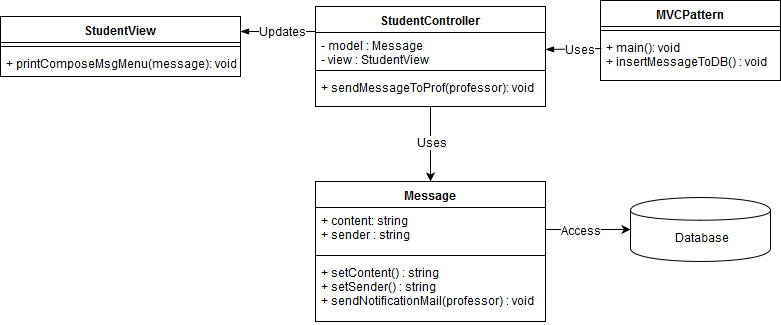 StudentView
+ printComposeMsgMenu(message): void
Updates
StudentController
- model : Message
- view : StudentView
+ sendMessageToProf(professor): void
Uses
MVCPattern
+ main(): void
+ insertMessageToDB() : void
Uses
Message
+ content: string
+ sender : string
+ setContent() : string
+ setSender() : string
+ sendNotificationMail(professor) : void
Access
Database